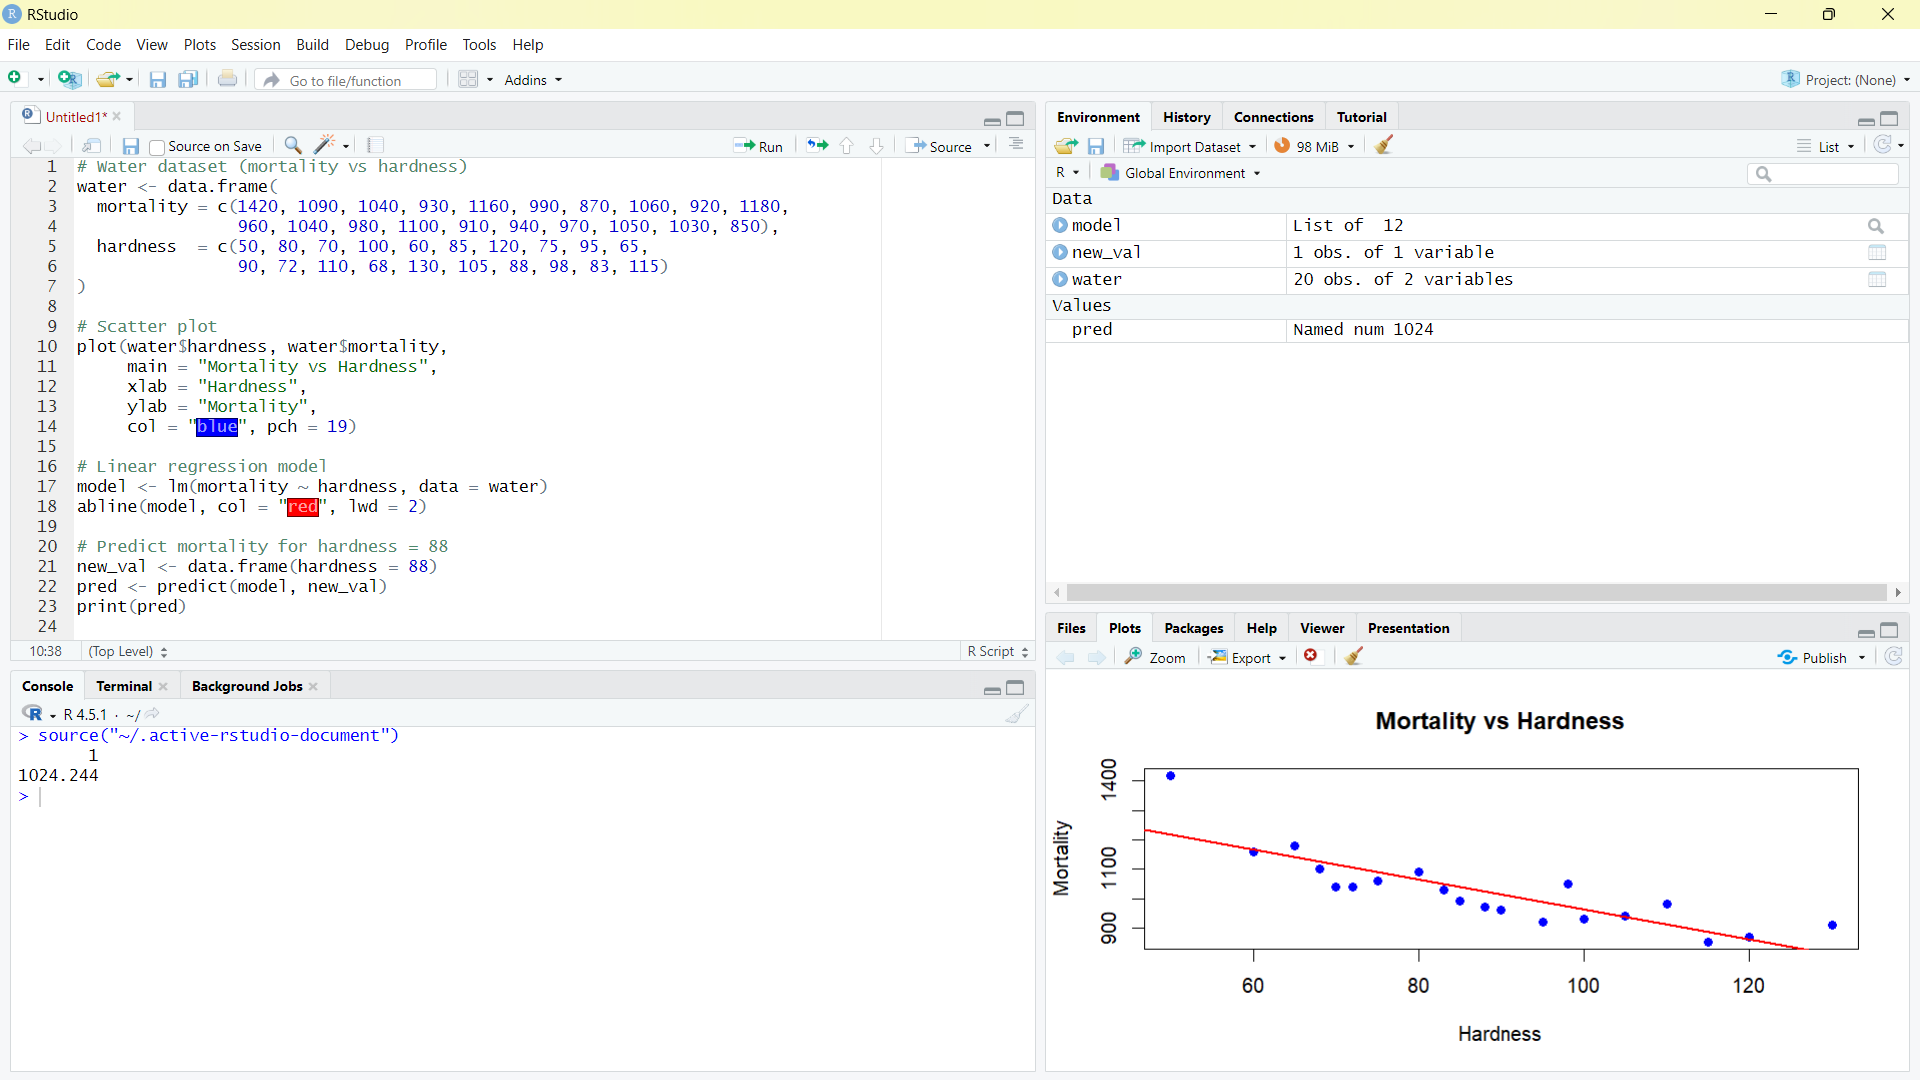 RStudio
File Edit Code View Plots Session Build Debug Profile Tools Help
Go to file/function Addins Project: (None)
Untitled1*
Source on Save Run Source
1 # Water dataset (mortality vs hardness)
2 water <- data.frame(
3 mortality = c(1420, 1090, 1040, 930, 1160, 990, 870, 1060, 920, 1180,
4 960, 1040, 980, 1100, 910, 940, 970, 1050, 1030, 850),
5 hardness = c(50, 80, 70, 100, 60, 85, 120, 75, 95, 65,
6 90, 72, 110, 68, 130, 105, 88, 98, 83, 115)
7 )
8
9 # Scatter plot
10 plot(water$hardness, water$mortality,
11 main = "Mortality vs Hardness",
12 xlab = "Hardness",
13 ylab = "Mortality",
14 col = "blue", pch = 19)
15
16 # Linear regression model
17 model <- lm(mortality ~ hardness, data = water)
18 abline(model, col = "red", lwd = 2)
19
20 # Predict mortality for hardness = 88
21 new_val <- data.frame(hardness = 88)
22 pred <- predict(model, new_val)
23 print(pred)
24
10:38 (Top Level) R Script
Console Terminal Background Jobs
R 4.5.1 · ~/
> source("~/.active-rstudio-document")
1
1024.244
>
Environment History Connections Tutorial
Import Dataset 98 MiB List
R Global Environment
Data
model List of 12
new_val 1 obs. of 1 variable
water 20 obs. of 2 variables
Values
pred Named num 1024
Files Plots Packages Help Viewer Presentation
Zoom Export Publish
Mortality vs Hardness
Mortality
1400
1100
900
60 80 100 120
Hardness